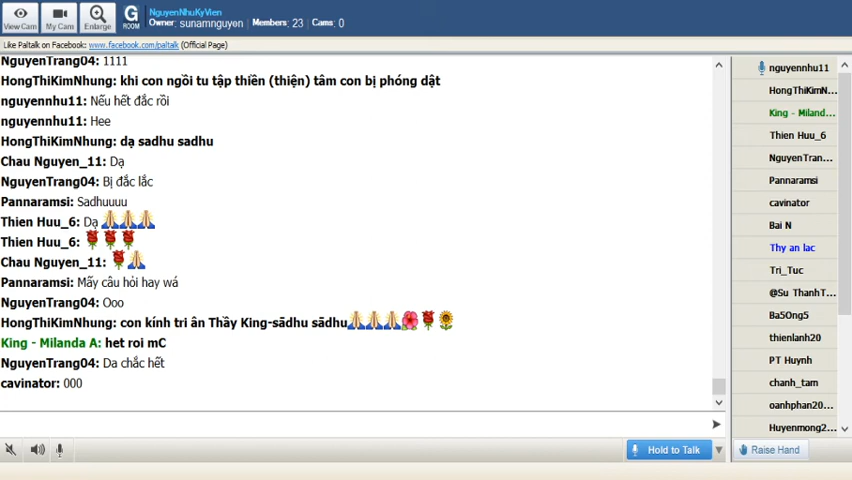 View Cam
My Cam
Enlarge
G
ROOM
NguyenNhuKyVien
Owner: sunamnguyen Members: 23 Cams: 0
Like Paltalk on Facebook: www.facebook.com/paltalk (Official Page)
NguyenTrang04: 1111
HongThiKimNhung: khi con ngồi tu tập thiền (thiện) tâm con bị phóng dật
nguyennhu11: Nếu hết đắc rồi
nguyennhu11: Hee
HongThiKimNhung: dạ sadhu sadhu
Chau Nguyen_11: Dạ
NguyenTrang04: Bị đắc lắc
Pannaramsi: Sadhuuuu
Thien Huu_6: Dạ
Thien Huu_6:
Chau Nguyen_11:
Pannaramsi: Mấy câu hỏi hay wá
NguyenTrang04: Ooo
HongThiKimNhung: con kính tri ân Thầy King-sādhu sādhu
King - Milanda A: het roi mC
NguyenTrang04: Da chắc hết
cavinator: 000
Hold to Talk
nguyennhu11
HongThiKimN...
King - Miland...
Thien Huu_6
NguyenTran...
Pannaramsi
cavinator
Bai N
Thy an lac
Tri_Tuc
@Su ThanhT...
Ba5Ong5
thienlanh20
PT Huynh
chanh_tam
oanhphan20...
Huyenmong2...
Raise Hand